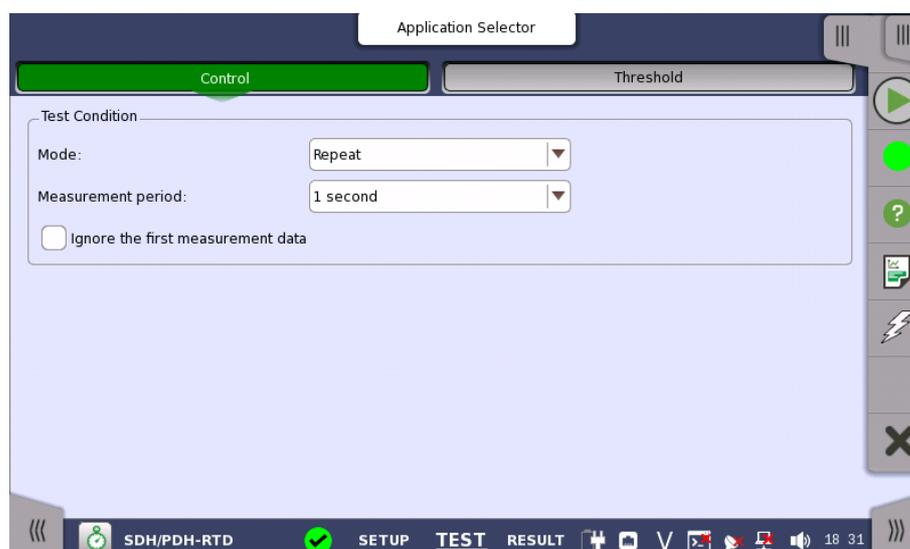 Application Selector
Control
Threshold
Test Condition
Mode:
Repeat
Measurement period:
1 second
Ignore the first measurement data
SDH/PDH-RTD
SETUP
TEST
RESULT
18 31